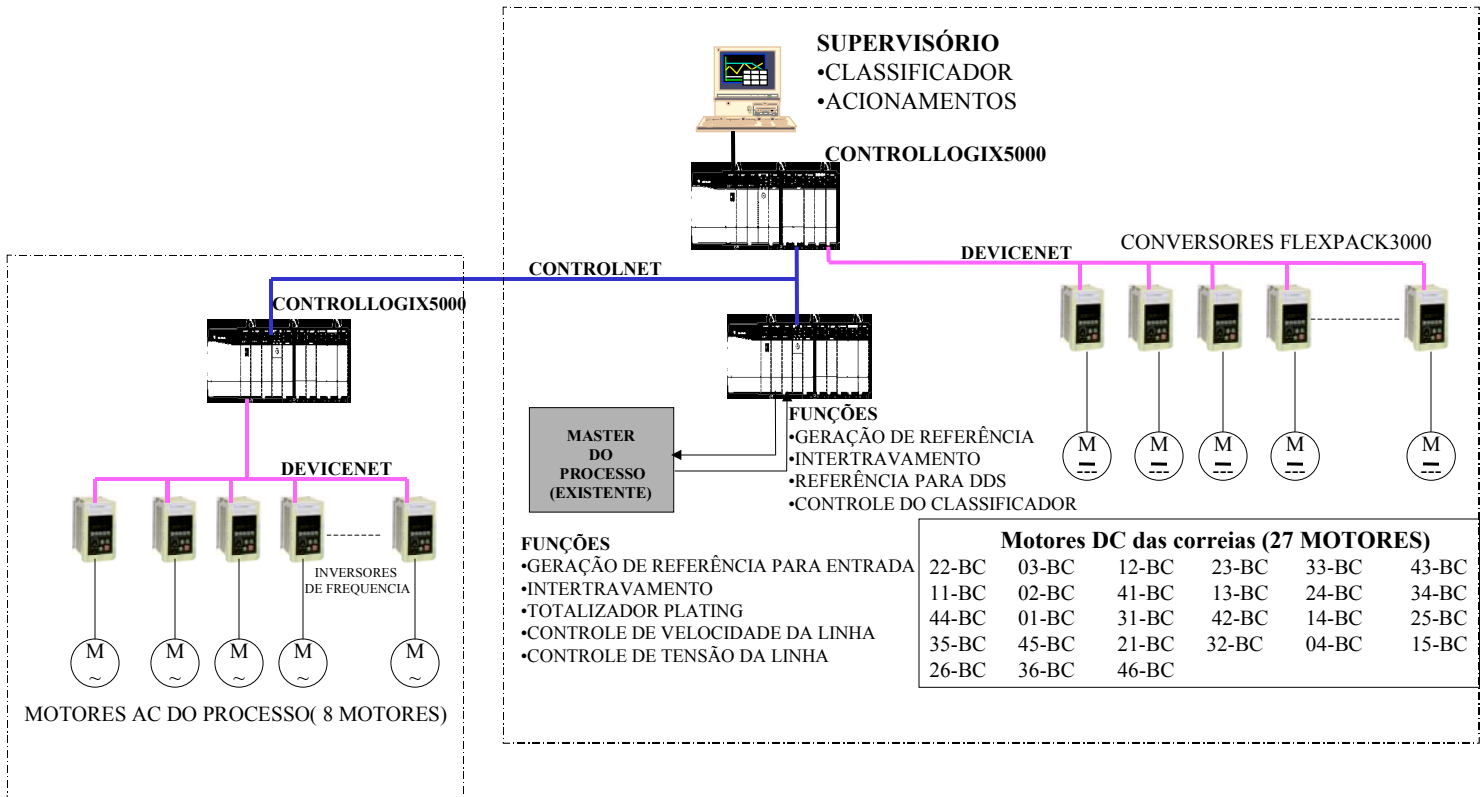 SUPERVISÓRIO
•CLASSIFICADOR
•ACIONAMENTOS
CONTROLLOGIX5000
DEVICENET
CONVERSORES FLEXPACK3000
CONTROLNET
CONTROLLOGIX5000
M
M
M
M
M
FUNÇÕES
•GERAÇÃO DE REFERÊNCIA
•INTERTRAVAMENTO
•REFERÊNCIA PARA DDS
•CONTROLE DO CLASSIFICADOR
MASTER
DO
PROCESSO
(EXISTENTE)
DEVICENET
INVERSORES
DE FREQUENCIA
M
~
M
~
M
~
M
~
M
~
MOTORES AC DO PROCESSO( 8 MOTORES)
FUNÇÕES
•GERAÇÃO DE REFERÊNCIA PARA ENTRADA
•INTERTRAVAMENTO
•TOTALIZADOR PLATING
•CONTROLE DE VELOCIDADE DA LINHA
•CONTROLE DE TENSÃO DA LINHA
Motores DC das correias (27 MOTORES)
22-BC 03-BC 12-BC 23-BC 33-BC 43-BC
11-BC 02-BC 41-BC 13-BC 24-BC 34-BC
44-BC 01-BC 31-BC 42-BC 14-BC 25-BC
35-BC 45-BC 21-BC 32-BC 04-BC 15-BC
26-BC 36-BC 46-BC